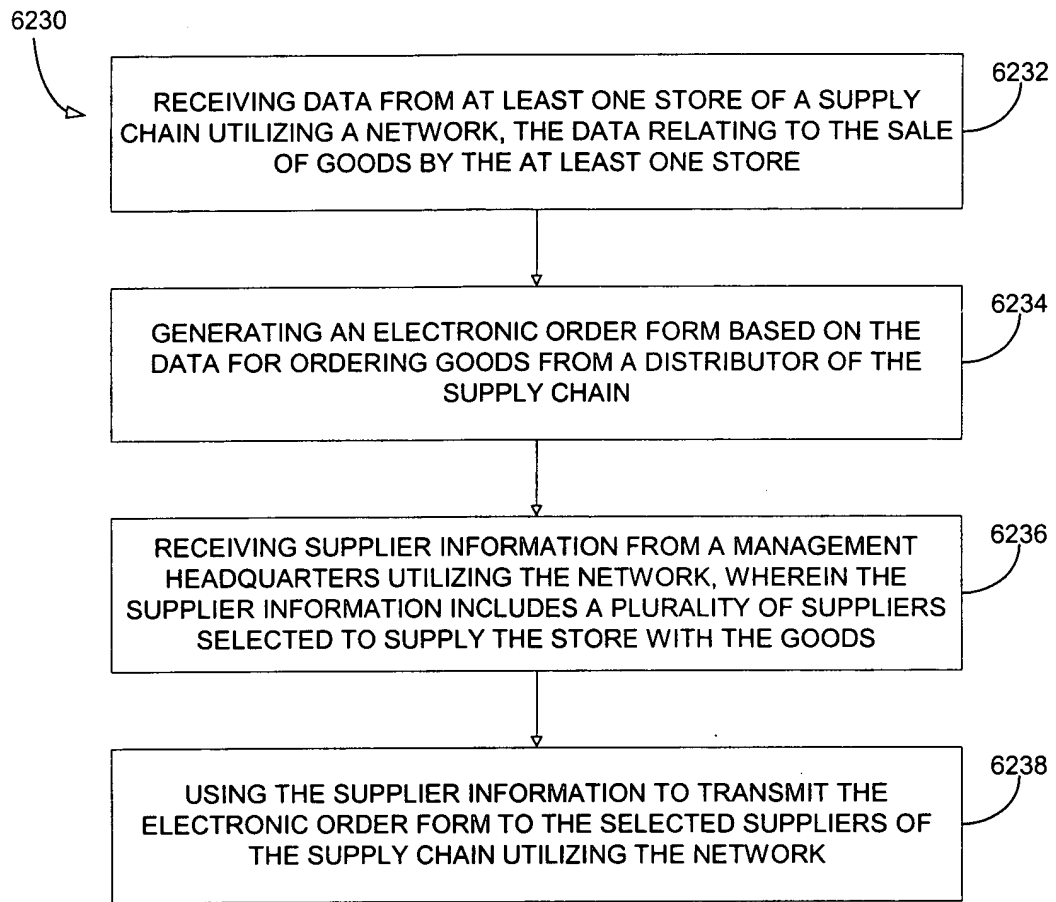 6230
6232
RECEIVING DATA FROM AT LEAST ONE STORE OF A SUPPLY
CHAIN UTILIZING A NETWORK, THE DATA RELATING TO THE SALE
OF GOODS BY THE AT LEAST ONE STORE
6234
GENERATING AN ELECTRONIC ORDER FORM BASED ON THE
DATA FOR ORDERING GOODS FROM A DISTRIBUTOR OF THE
SUPPLY CHAIN
6236
RECEIVING SUPPLIER INFORMATION FROM A MANAGEMENT
HEADQUARTERS UTILIZING THE NETWORK, WHEREIN THE
SUPPLIER INFORMATION INCLUDES A PLURALITY OF SUPPLIERS
SELECTED TO SUPPLY THE STORE WITH THE GOODS
6238
USING THE SUPPLIER INFORMATION TO TRANSMIT THE
ELECTRONIC ORDER FORM TO THE SELECTED SUPPLIERS OF
THE SUPPLY CHAIN UTILIZING THE NETWORK